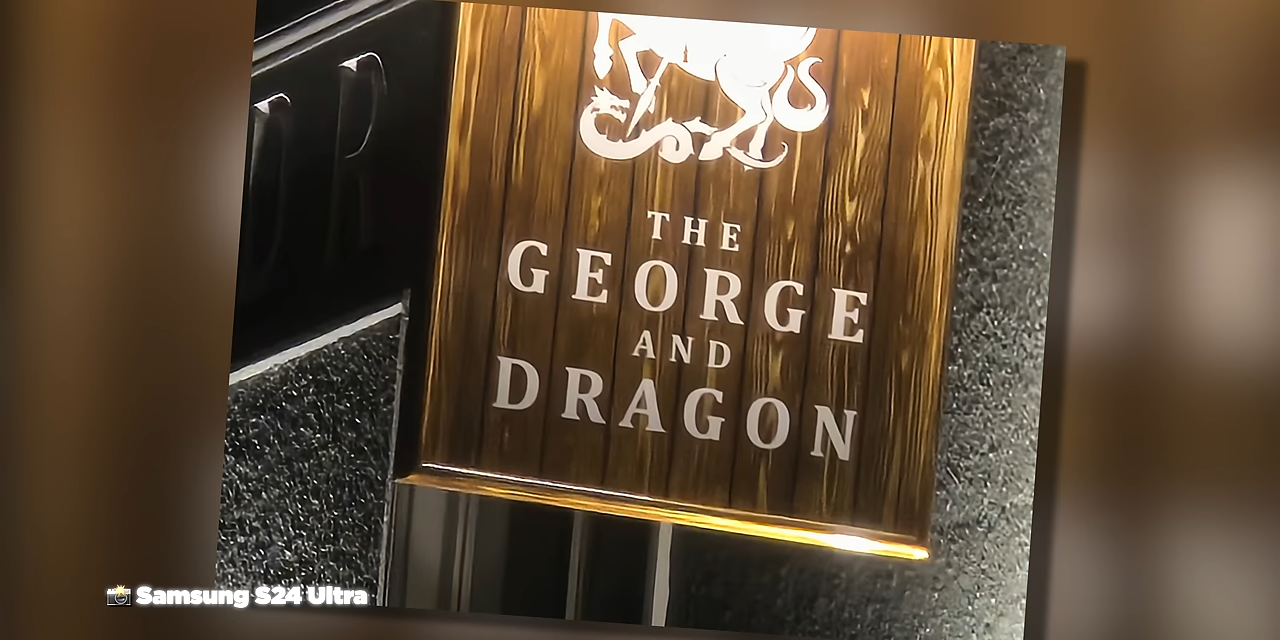 THE
GEORGE
AND
DRAGON
📸 Samsung S24 Ultra